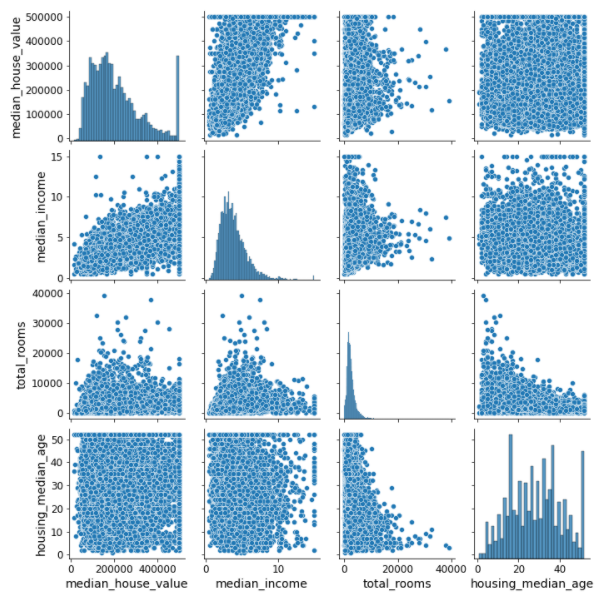 median_house_value
500000
400000
300000
200000
100000
0
median_income
15
10
5
0
total_rooms
40000
30000
20000
10000
0
housing_median_age
50
40
30
20
10
0
0 200000 400000
0 10
0 20000 40000
0 20 40
median_house_value median_income total_rooms housing_median_age